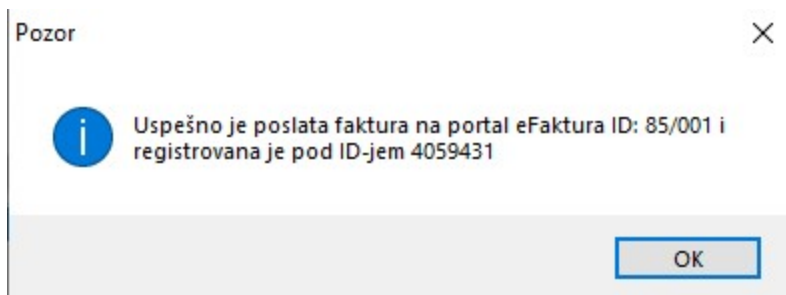 Pozor
Uspešno je poslata faktura na portal eFaktura ID: 85/001 i
registrovana je pod ID-jem 4059431
OK